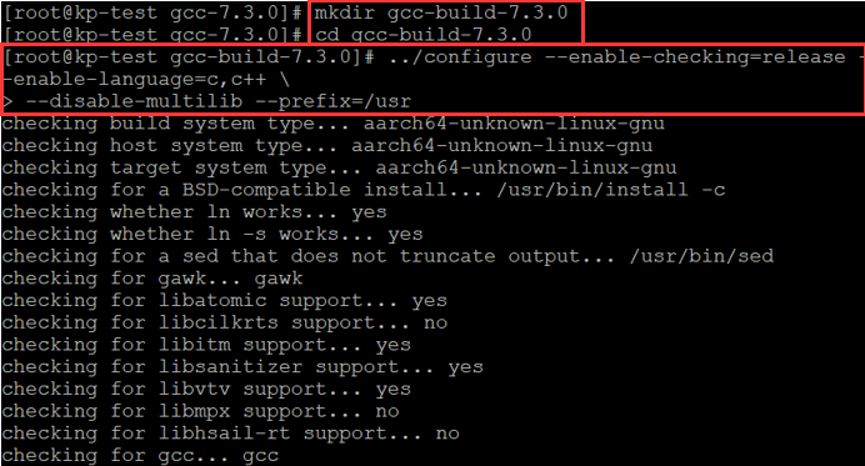 [root@kp-test gcc-7.3.0]# mkdir gcc-build-7.3.0
[root@kp-test gcc-7.3.0]# cd gcc-build-7.3.0
[root@kp-test gcc-build-7.3.0]# ../configure --enable-checking=release -
-enable-language=c,c++ \
> --disable-multilib --prefix=/usr
checking build system type... aarch64-unknown-linux-gnu
checking host system type... aarch64-unknown-linux-gnu
checking target system type... aarch64-unknown-linux-gnu
checking for a BSD-compatible install... /usr/bin/install -c
checking whether ln works... yes
checking whether ln -s works... yes
checking for a sed that does not truncate output... /usr/bin/sed
checking for gawk... gawk
checking for libatomic support... yes
checking for libcilkrts support... no
checking for libitm support... yes
checking for libsanitizer support... yes
checking for libvtv support... yes
checking for libmpx support... no
checking for libhsail-rt support... no
checking for gcc... gcc